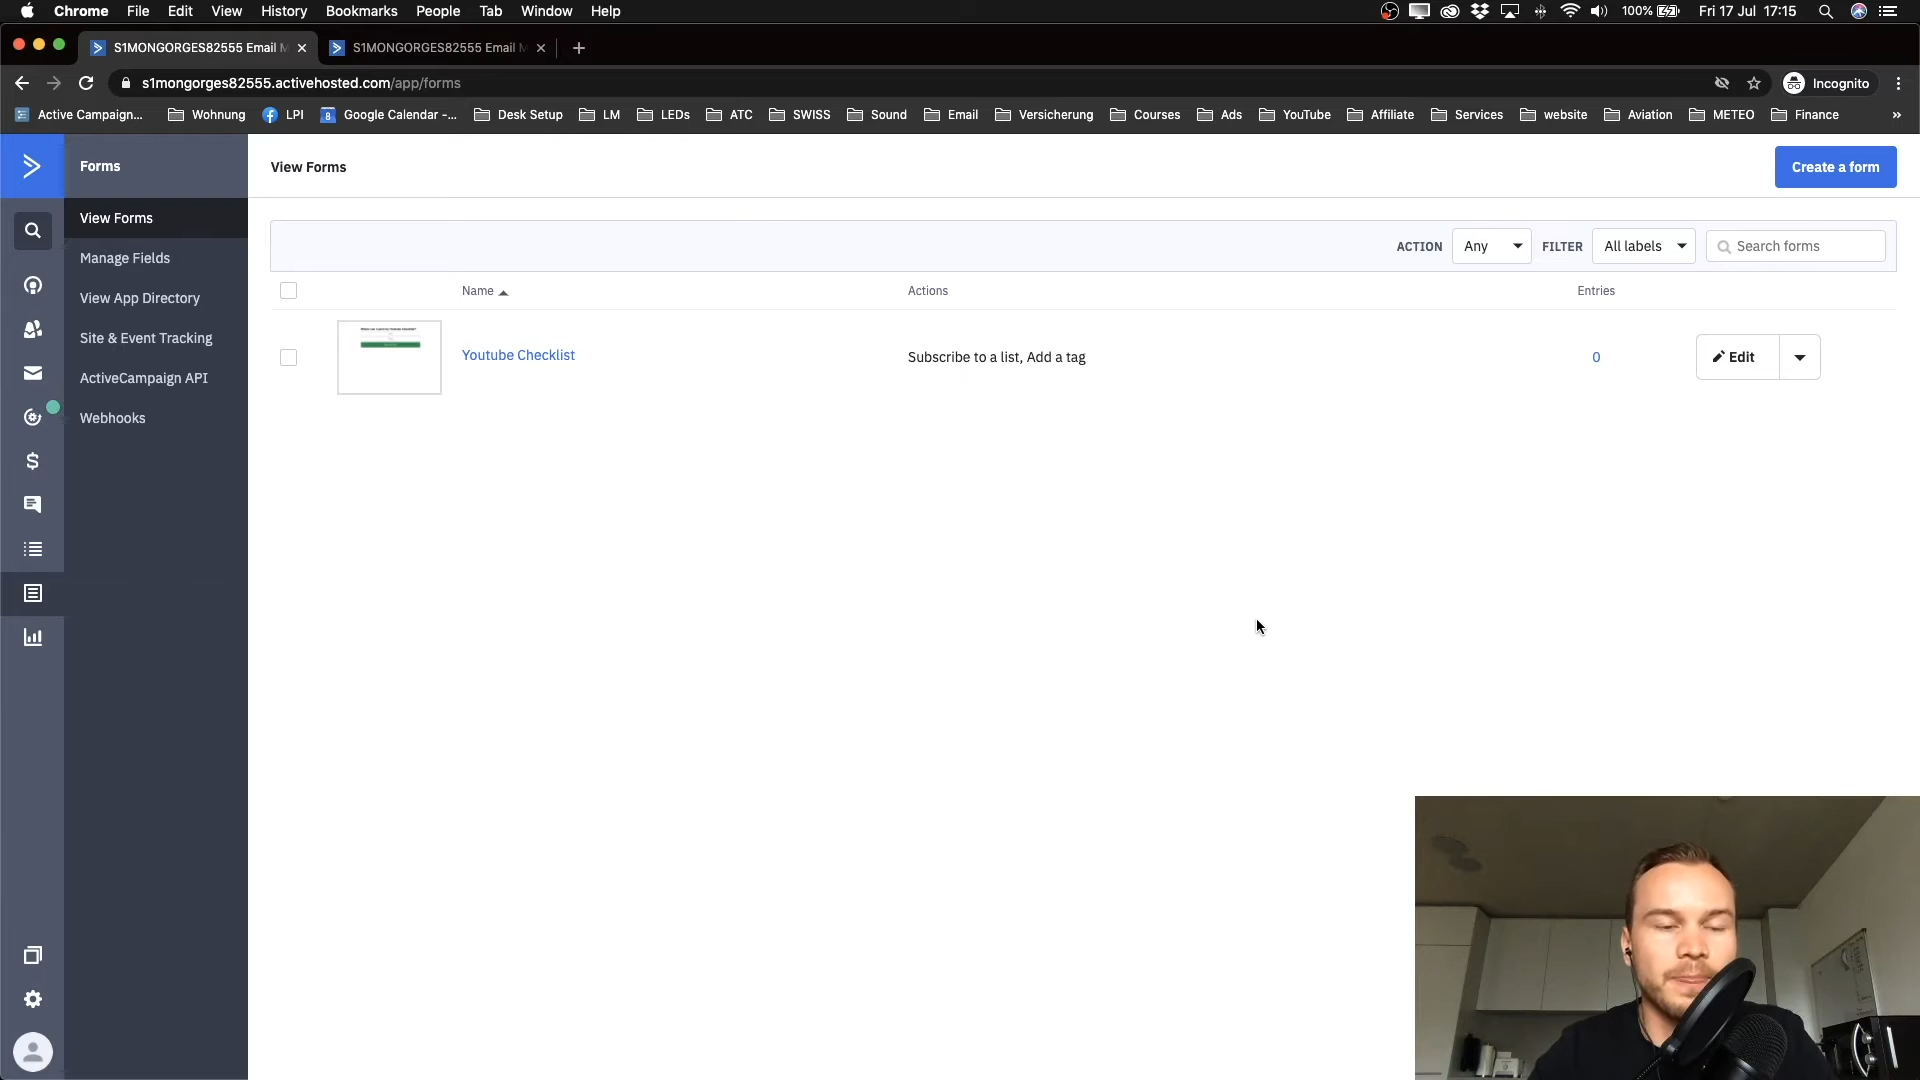 Chrome File Edit View History Bookmarks People Tab Window Help 100% Fri 17 Jul 17:15
S1MONGORGES82555 Email M S1MONGORGES82555 Email M
s1mongorges82555.activehosted.com/app/forms Incognito
Active Campaign... Wohnung LPI 8 Google Calendar -... Desk Setup LM LEDs ATC SWISS Sound Email Versicherung Courses Ads YouTube Affiliate Services website Aviation METEO Finance »
Forms
View Forms
Create a form
View Forms
Manage Fields
View App Directory
Site & Event Tracking
ActiveCampaign API
Webhooks
ACTION Any FILTER All labels Search forms
Name Actions Entries
Youtube Checklist Subscribe to a list, Add a tag 0 Edit